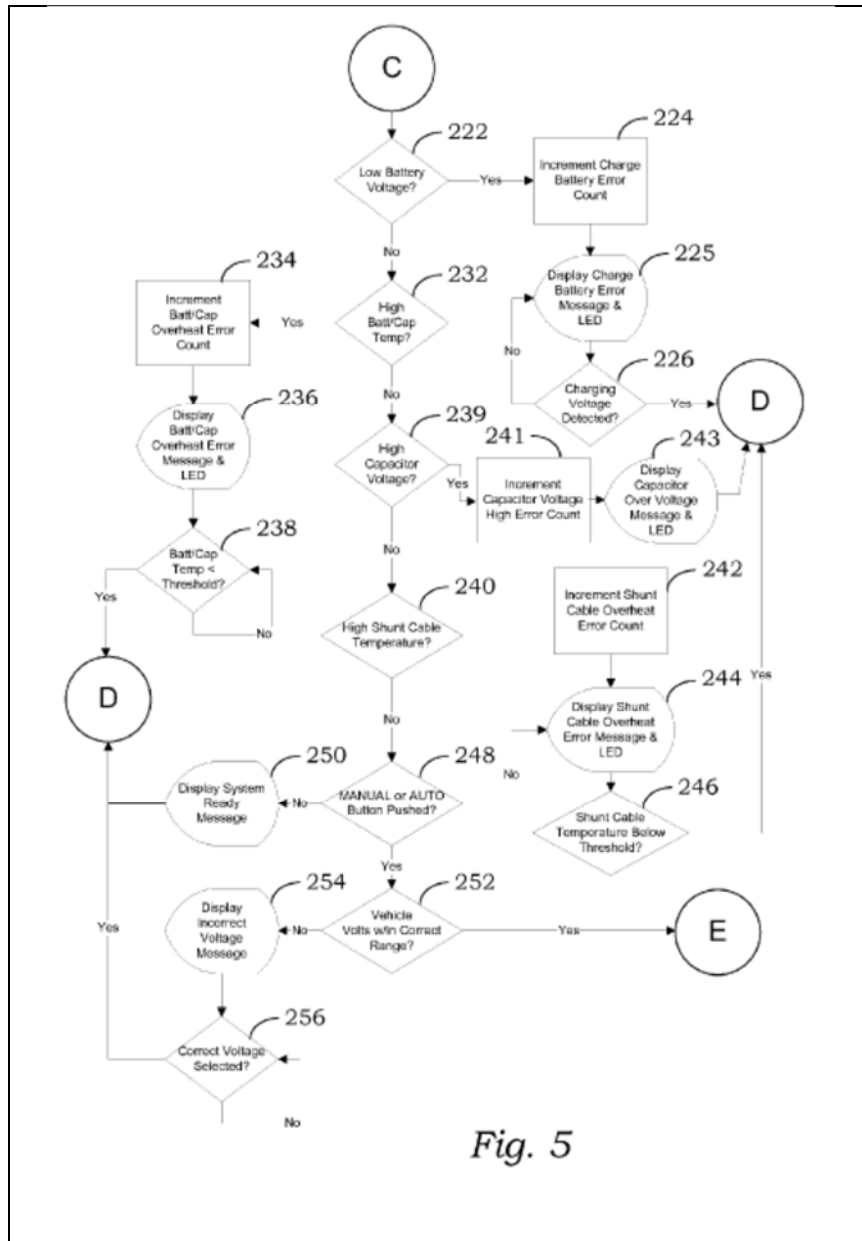 C
222
Low Battery
Voltage?
Yes
224
Increment Charge
Battery Error
Count
No
225
Display Charge
Battery Error
Message &
LED
No
226
Charging
Voltage
Detected?
Yes
D
234
Increment
Batt/Cap
Overheat Error
Count
Yes
232
High
Batt/Cap
Temp?
No
236
Display
Batt/Cap
Overheat Error
Message &
LED
238
Batt/Cap
Temp <
Threshold?
Yes
No
D
239
High
Capacitor
Voltage?
Yes
241
Increment
Capacitor Voltage
High Error Count
243
Display
Capacitor
Over Voltage
Message &
LED
No
240
High Shunt Cable
Temperature?
242
Increment Shunt
Cable Overheat
Error Count
244
Display Shunt
Cable Overheat
Error Message &
LED
No
246
Shunt Cable
Temperature Below
Threshold?
Yes
No
248
MANUAL or AUTO
Button Pushed?
No
250
Display System
Ready
Message
Yes
252
Vehicle
Volts w/in Correct
Range?
Yes
E
No
254
Display
Incorrect
Voltage
Message
256
Correct Voltage
Selected?
Yes
No
Fig. 5